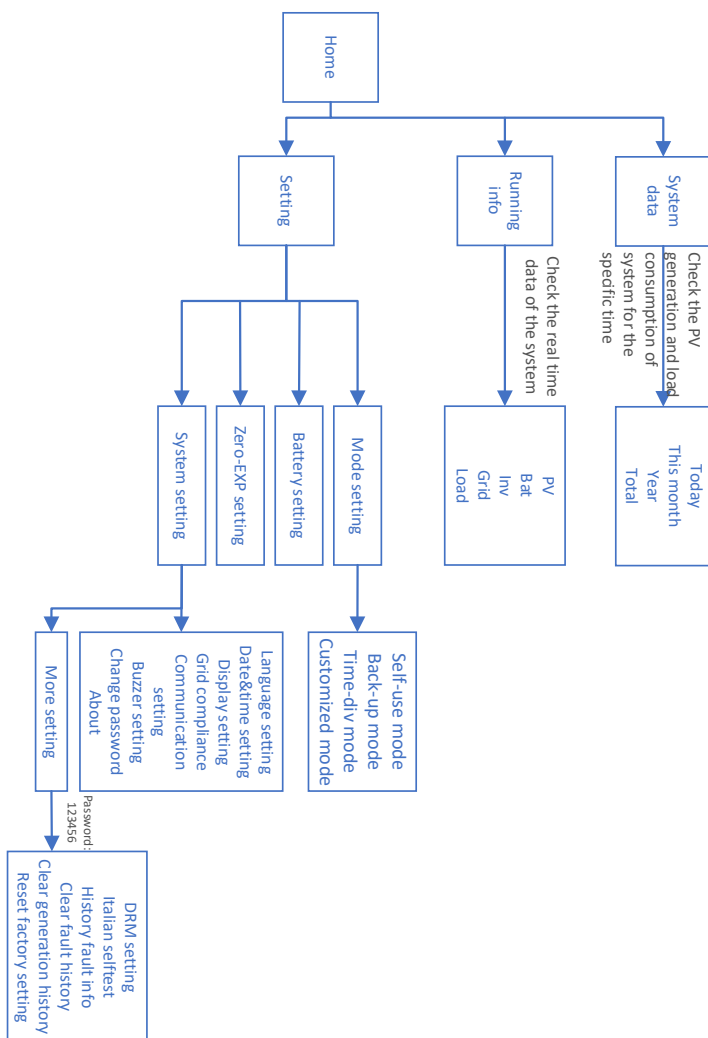 Home
System
data
Check the PV
generation and load
consumption of
system for the
specific time
Today
This month
Year
Total
Running
info
Check the real time
data of the system
PV
Bat
Inv
Grid
Load
Setting
Mode setting
Self-use mode
Back-up mode
Time-div mode
Customized mode
Battery setting
Zero-EXP setting
System setting
Language setting
Date&time setting
Display setting
Grid compliance
Communication
setting
Buzzer setting
Change password
About
More setting
Password:
123456
DRM setting
Italian selftest
History fault info
Clear fault history
Clear generation history
Reset factory setting